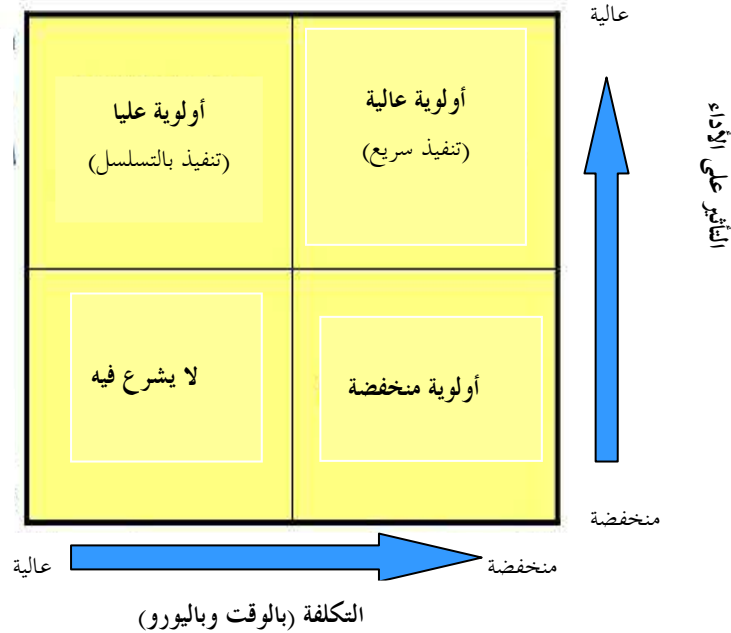 عالية
التأثير على الأداء
أولوية عالية
(تنفيذ سريع)
أولوية عليا
(تنفيذ بالتسلسل)
أولوية منخفضة
لا يشرع فيه
منخفضة
منخفضة
عالية
التكلفة (بالوقت وباليورو)